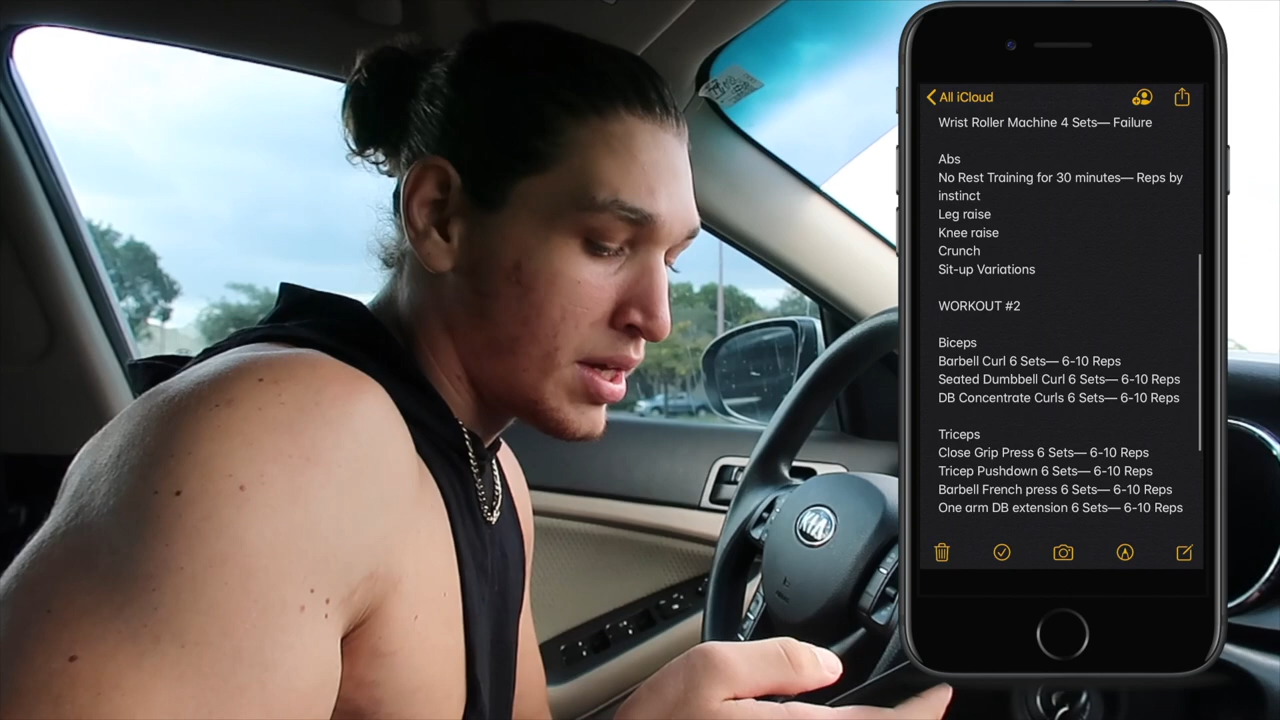 All iCloud
Wrist Roller Machine 4 Sets— Failure
Abs
No Rest Training for 30 minutes— Reps by
instinct
Leg raise
Knee raise
Crunch
Sit-up Variations
WORKOUT #2
Biceps
Barbell Curl 6 Sets— 6-10 Reps
Seated Dumbbell Curl 6 Sets— 6-10 Reps
DB Concentrate Curls 6 Sets— 6-10 Reps
Triceps
Close Grip Press 6 Sets— 6-10 Reps
Tricep Pushdown 6 Sets— 6-10 Reps
Barbell French press 6 Sets— 6-10 Reps
One arm DB extension 6 Sets— 6-10 Reps
KIA